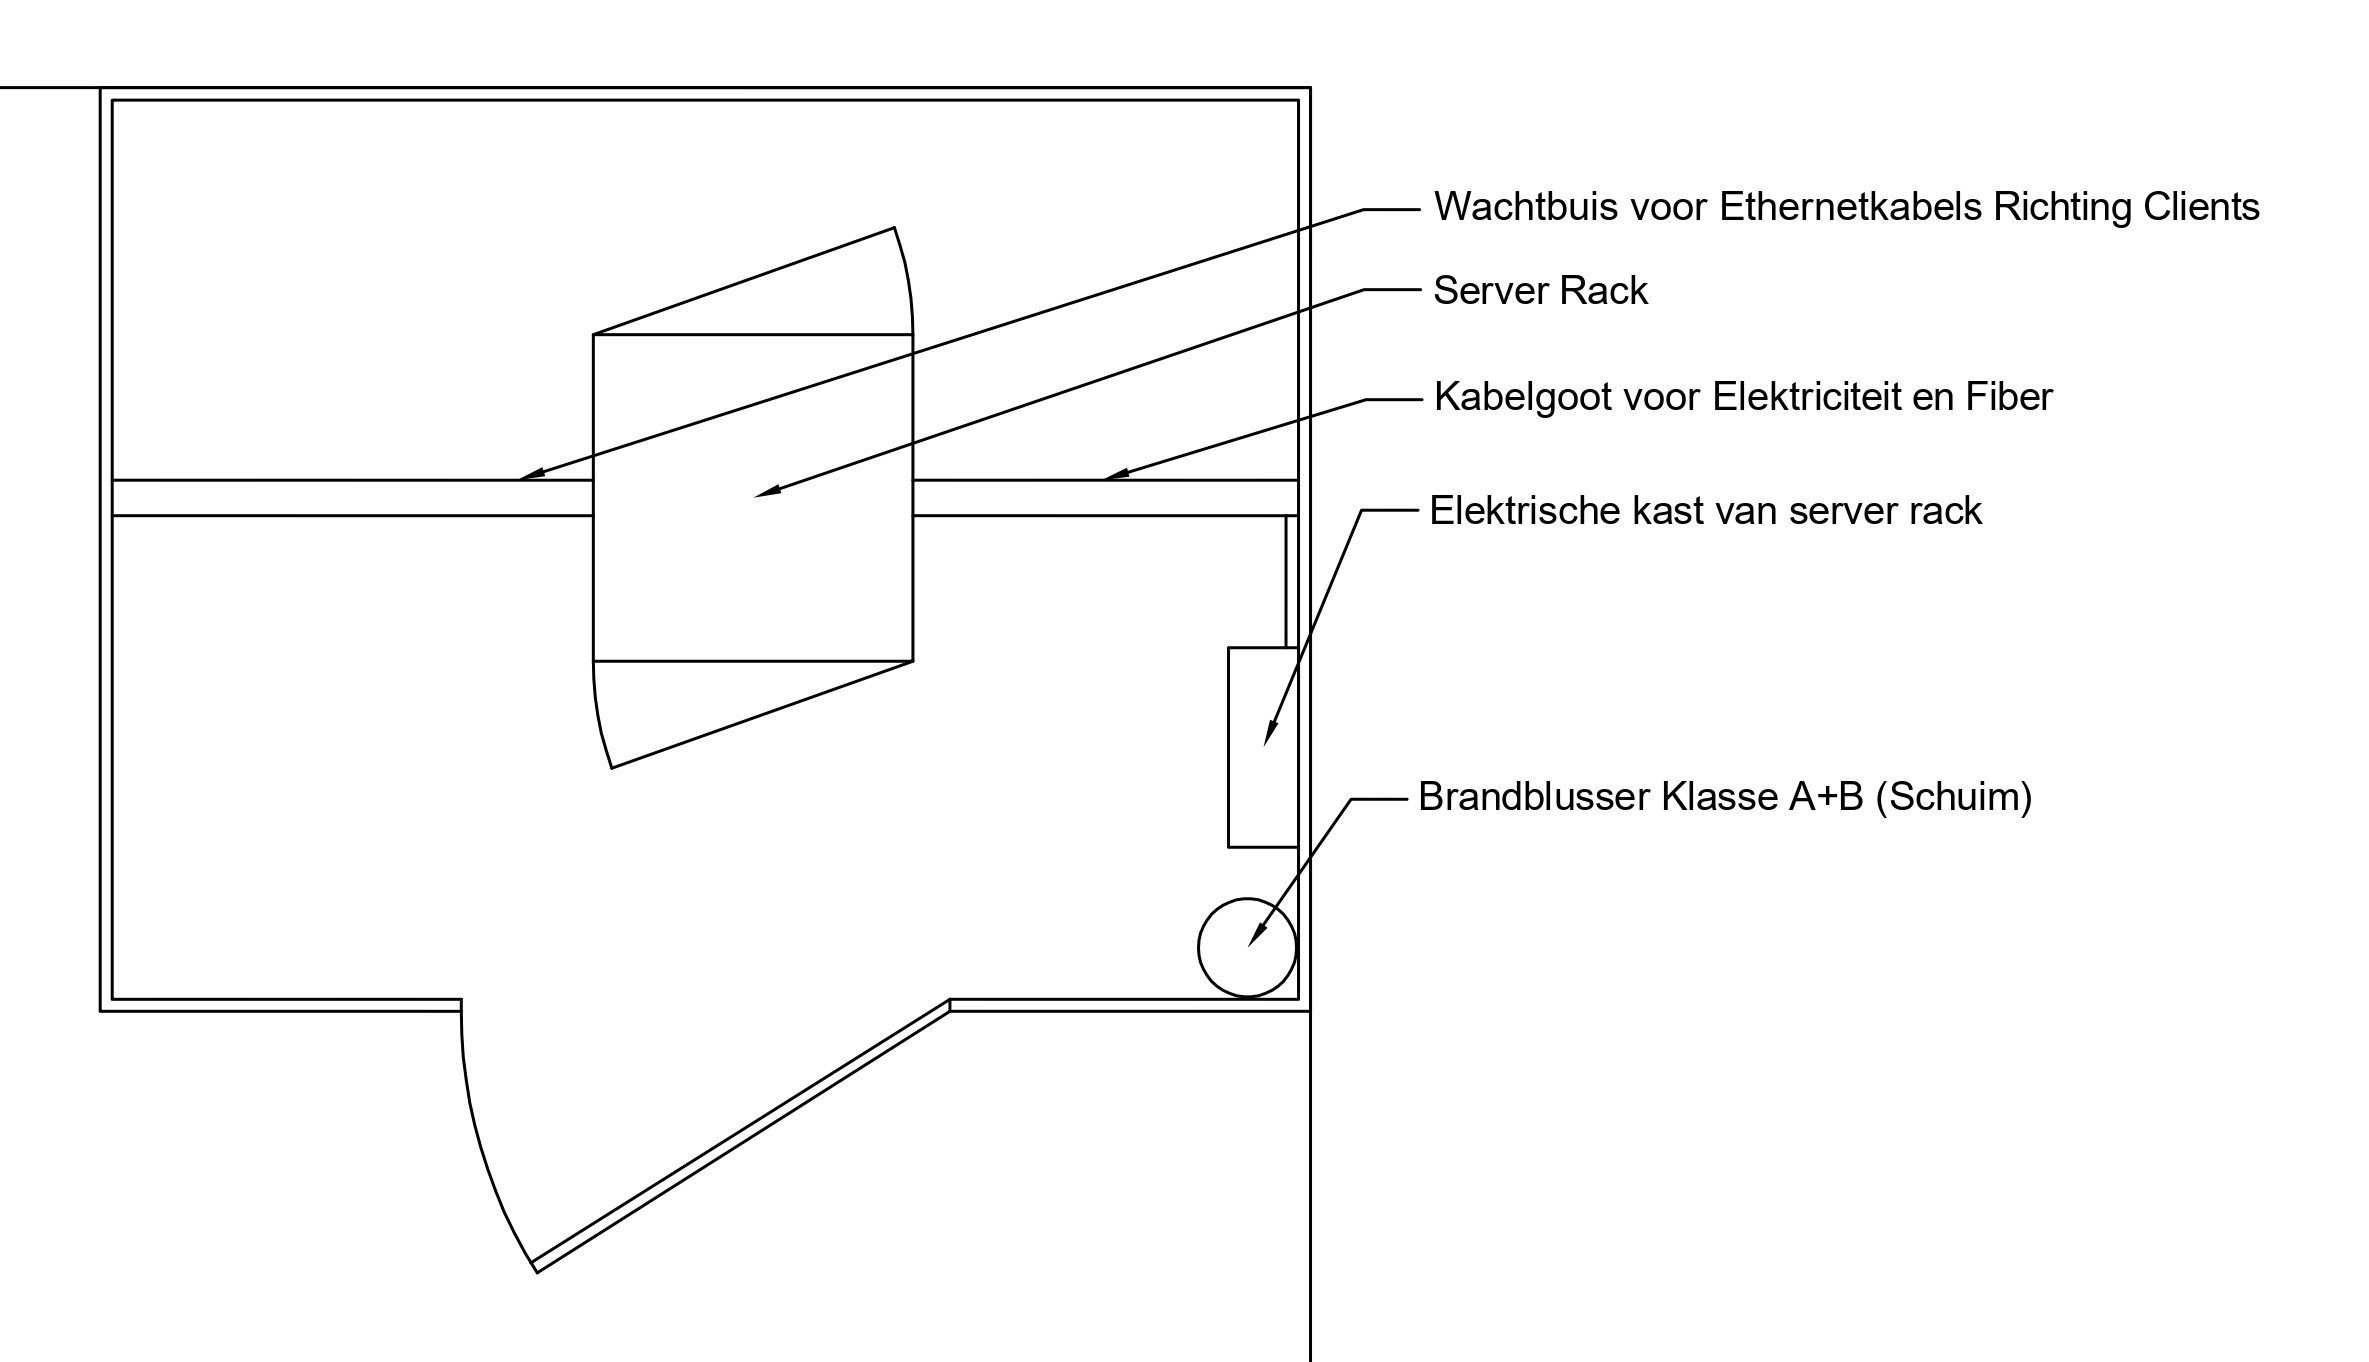 Wachtbuis voor Ethernetkabels Richting Clients
Server Rack
Kabelgoot voor Elektriciteit en Fiber
Elektrische kast van server rack
Brandblusser Klasse A+B (Schuim)